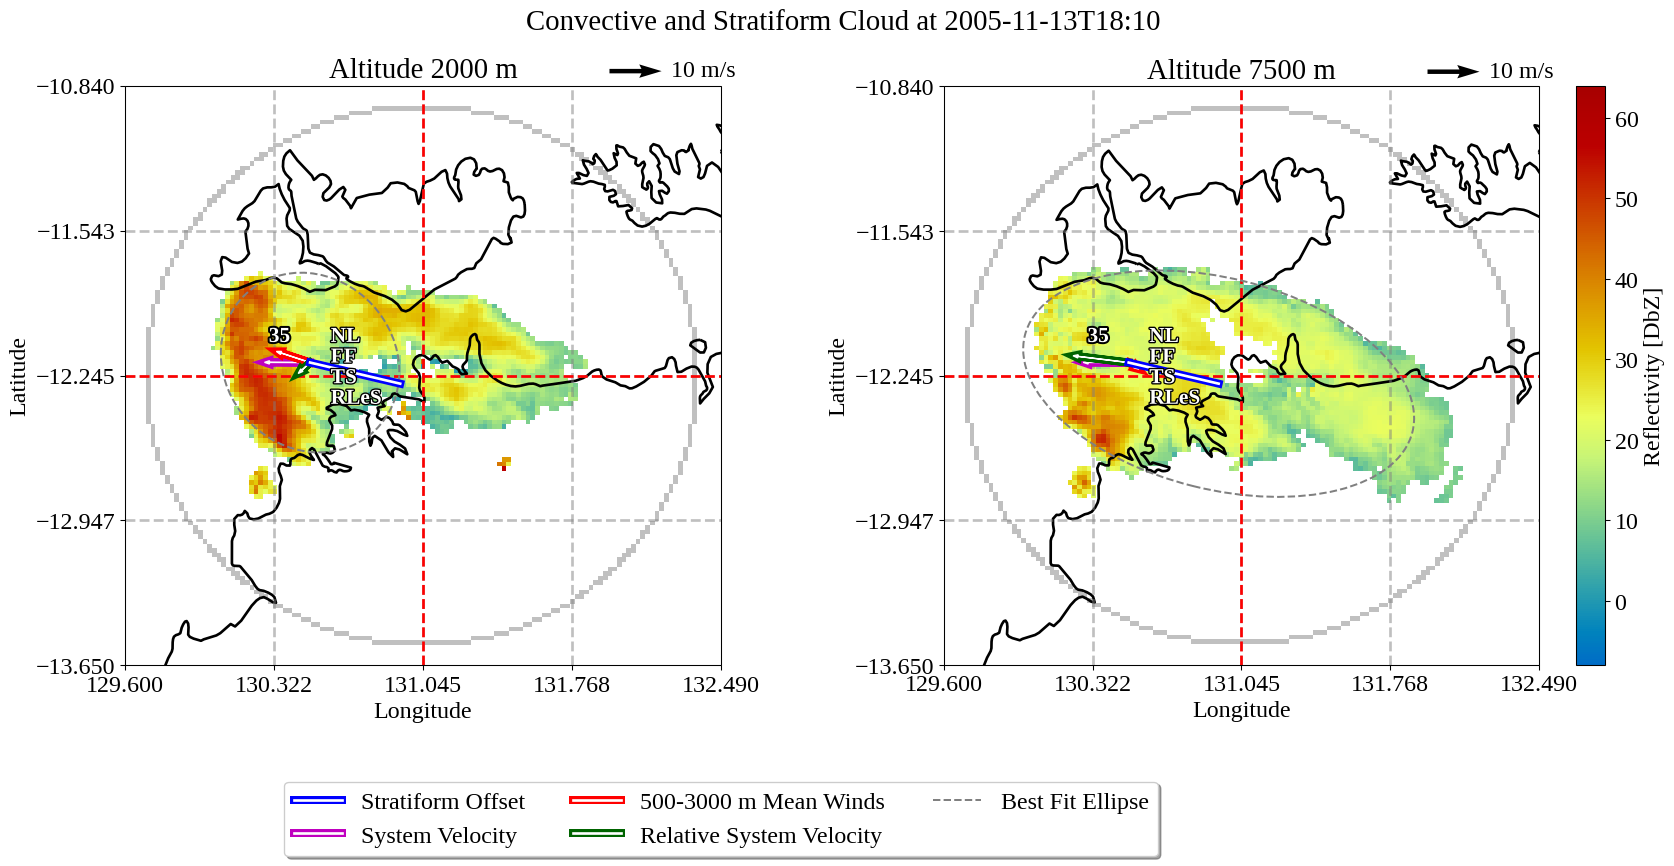 Convective and Stratiform Cloud at 2005-11-13T18:10
Altitude 2000 m
10 m/s
−10.840
−11.543
−12.245
−12.947
−13.650
Latitude
129.600
130.322
131.045
131.768
132.490
Longitude
35
NL
FF
TS
RLeS
Altitude 7500 m
10 m/s
−10.840
−11.543
−12.245
−12.947
−13.650
Latitude
129.600
130.322
131.045
131.768
132.490
Longitude
35
NL
FF
TS
RLeS
60
50
40
30
20
10
0
Reflectivity [DbZ]
Stratiform Offset
System Velocity
500-3000 m Mean Winds
Relative System Velocity
Best Fit Ellipse